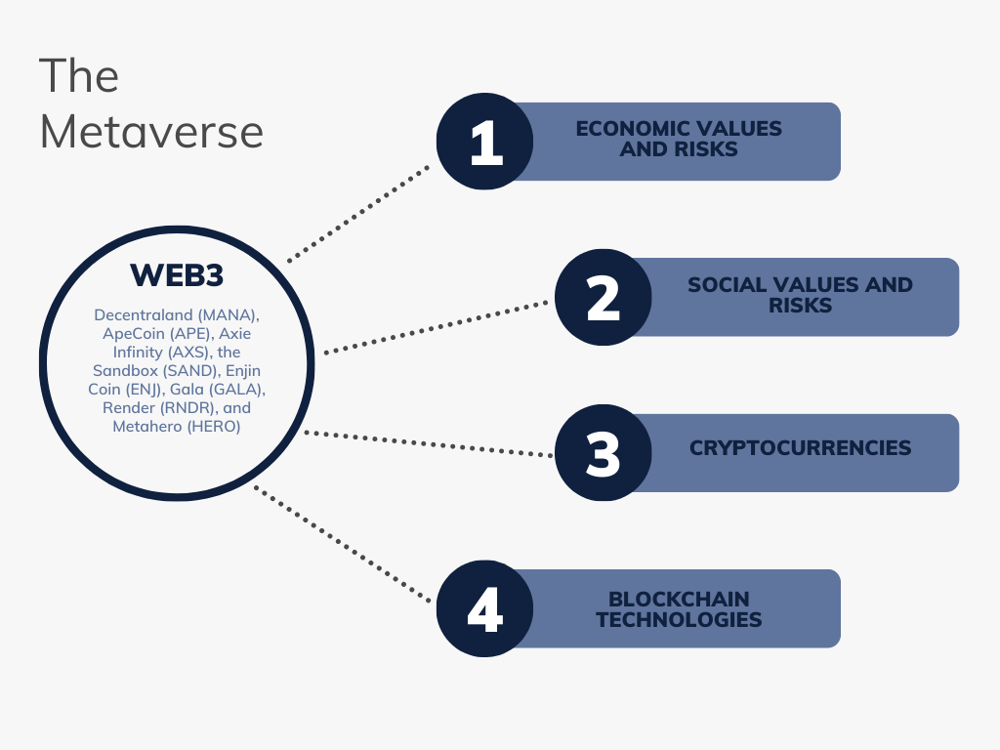 The
Metaverse
WEB3
Decentraland (MANA),
ApeCoin (APE), Axie
Infinity (AXS), the
Sandbox (SAND), Enjin
Coin (ENJ), Gala (GALA),
Render (RNDR), and
Metahero (HERO)
1
ECONOMIC VALUES
AND RISKS
2
SOCIAL VALUES AND
RISKS
3
CRYPTOCURRENCIES
4
BLOCKCHAIN
TECHNOLOGIES